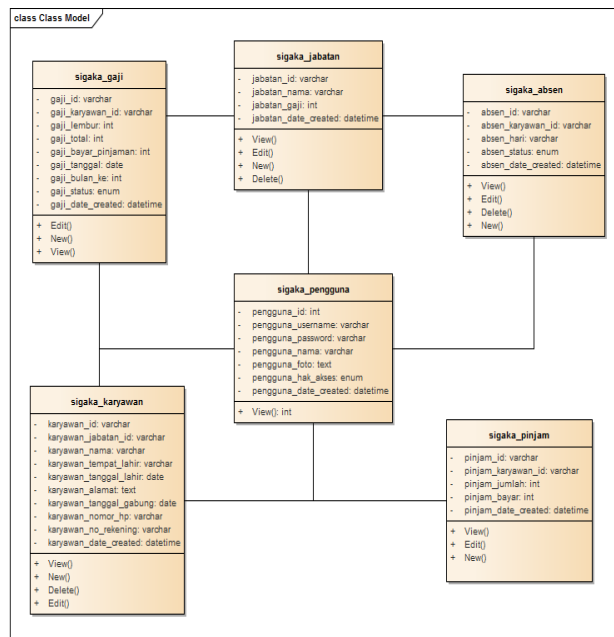 class Class Model
sigaka_gaji
- gaji_id: varchar
- gaji_karyawan_id: varchar
- gaji_lembur: int
- gaji_total: int
- gaji_bayar_pinjaman: int
- gaji_tanggal: date
- gaji_bulan_ke: int
- gaji_status: enum
- gaji_date_created: datetime
+ Edit()
+ New()
+ View()
sigaka_jabatan
- jabatan_id: varchar
- jabatan_nama: varchar
- jabatan_gaji: int
- jabatan_date_created: datetime
+ View()
+ Edit()
+ New()
+ Delete()
sigaka_absen
- absen_id: varchar
- absen_karyawan_id: varchar
- absen_hari: varchar
- absen_status: enum
- absen_date_created: datetime
+ View()
+ Edit()
+ Delete()
+ New()
sigaka_pengguna
- pengguna_id: int
- pengguna_username: varchar
- pengguna_password: varchar
- pengguna_nama: varchar
- pengguna_foto: text
- pengguna_hak_akses: enum
- pengguna_date_created: datetime
+ View(): int
sigaka_karyawan
- karyawan_id: varchar
- karyawan_jabatan_id: varchar
- karyawan_nama: varchar
- karyawan_tempat_lahir: varchar
- karyawan_tanggal_lahir: date
- karyawan_alamat: text
- karyawan_tanggal_gabung: date
- karyawan_nomor_hp: varchar
- karyawan_no_rekening: varchar
- karyawan_date_created: datetime
+ View()
+ New()
+ Delete()
+ Edit()
sigaka_pinjam
- pinjam_id: varchar
- pinjam_karyawan_id: varchar
- pinjam_jumlah: int
- pinjam_bayar: int
- pinjam_date_created: datetime
+ View()
+ Edit()
+ New()